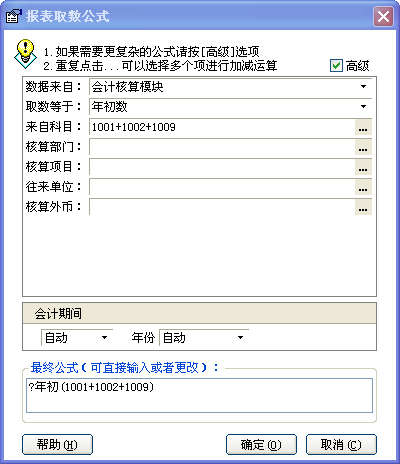 报表取数公式
1.如果需要更复杂的公式请按[高级]选项
2.重复点击...可以选择多个项进行加减运算
高级
数据来自： 会计核算模块
取数等于： 年初数
来自科目： 1001+1002+1009 ...
核算部门： ...
核算项目： ...
往来单位： ...
核算外币： ...
会计期间
自动 年份 自动
最终公式(可直接输入或者更改)：
?年初(1001+1002+1009)
帮助(H) 确定(O) 取消(C)